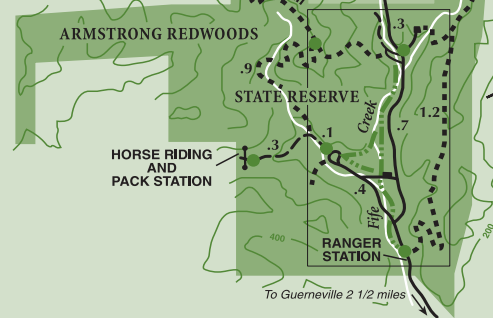 .3
ARMSTRONG REDWOODS
.9
STATE RESERVE
Creek
1.2
.7
.1
.3
HORSE RIDING
AND
PACK STATION
.4
Fife
400
RANGER
STATION
200
To Guerneville 2 1/2 miles